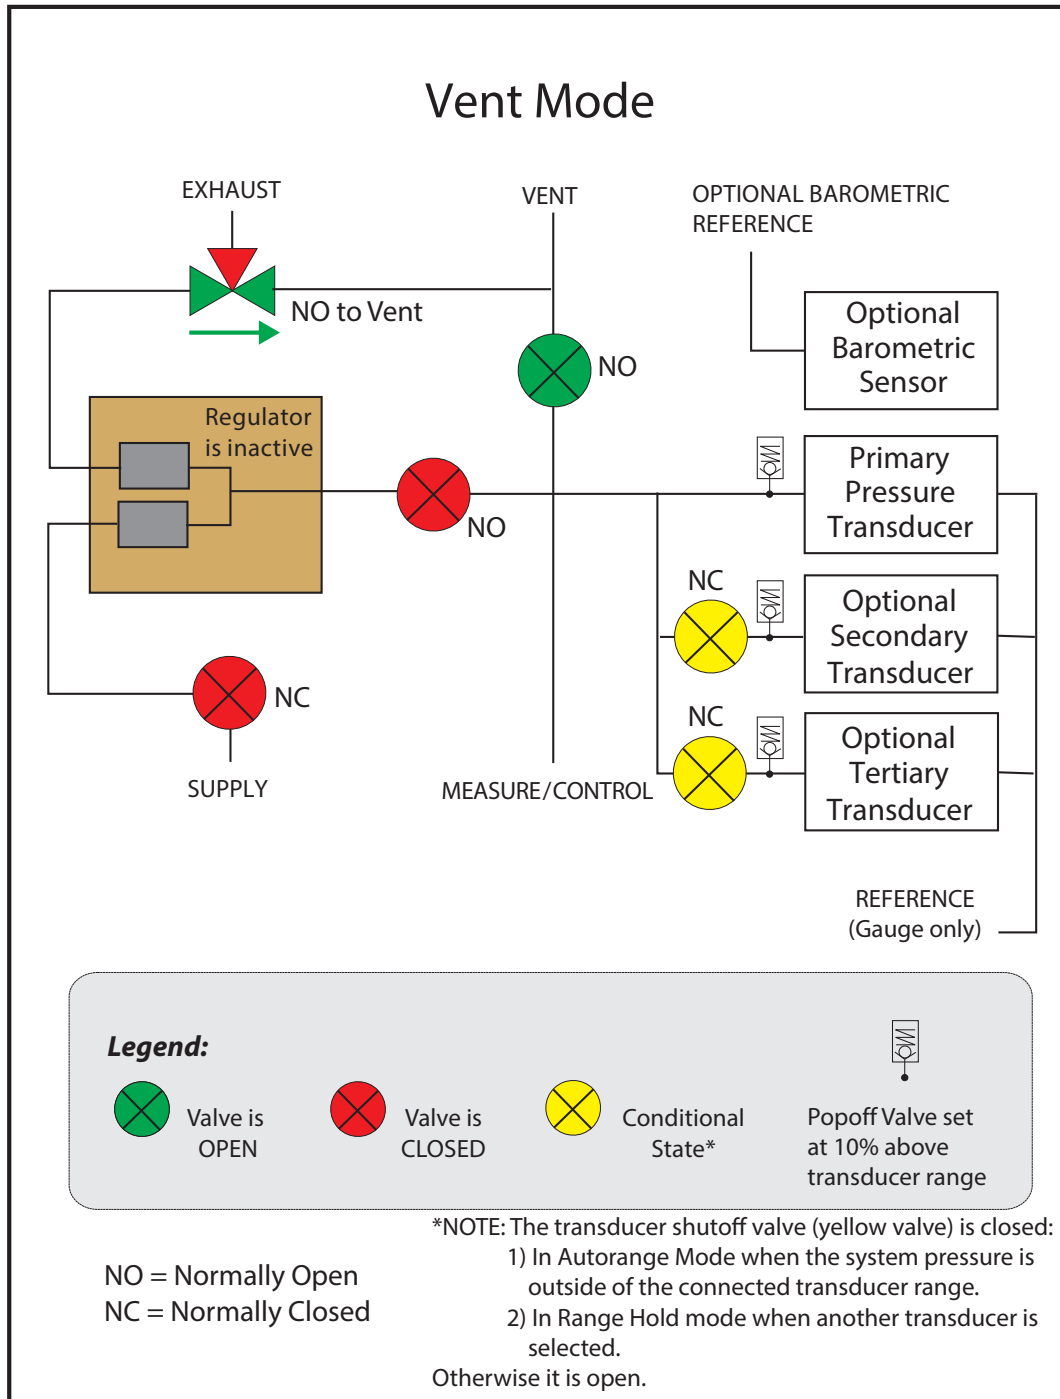 Vent Mode
EXHAUST
VENT
OPTIONAL BAROMETRIC
REFERENCE
NO to Vent
NO
Optional
Barometric
Sensor
Regulator
is inactive
NO
Primary
Pressure
Transducer
NC
Optional
Secondary
Transducer
NC
SUPPLY
MEASURE/CONTROL
NC
Optional
Tertiary
Transducer
REFERENCE
(Gauge only)
Legend:
Valve is
OPEN
Valve is
CLOSED
Conditional
State*
Popoff Valve set
at 10% above
transducer range
*NOTE: The transducer shutoff valve (yellow valve) is closed:
1) In Autorange Mode when the system pressure is
outside of the connected transducer range.
2) In Range Hold mode when another transducer is
selected.
Otherwise it is open.
NO = Normally Open
NC = Normally Closed